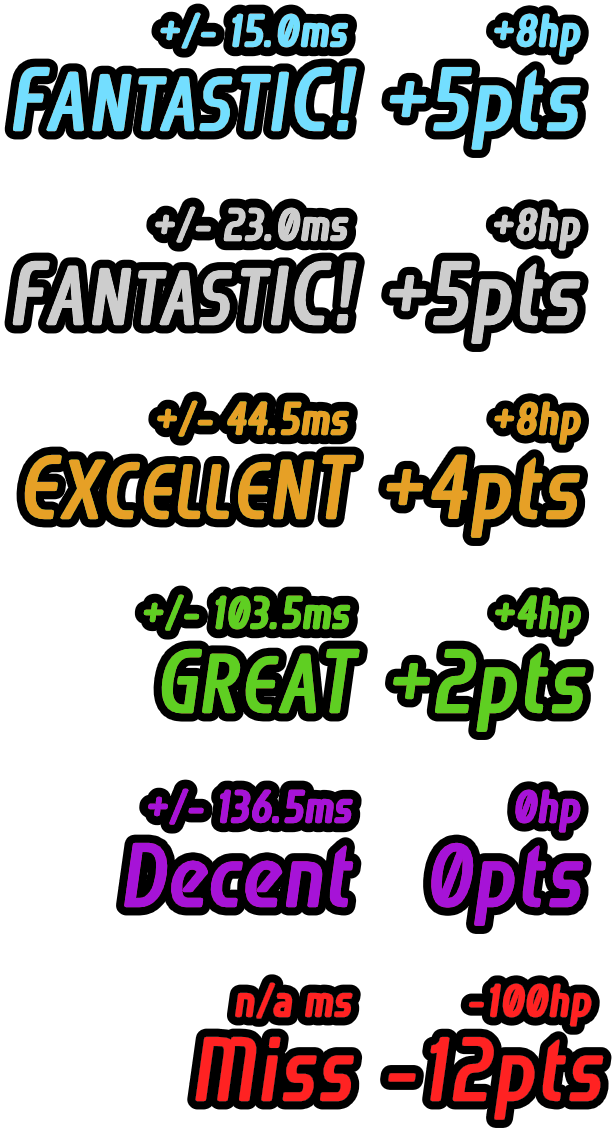 +/- 15.0ms +8hp
FANTASTIC! +5pts
+/- 23.0ms +8hp
FANTASTIC! +5pts
+/- 44.5ms +8hp
EXCELLENT +4pts
+/- 103.5ms +4hp
GREAT +2pts
+/- 136.5ms 0hp
Decent 0pts
n/a ms -100hp
Miss -12pts